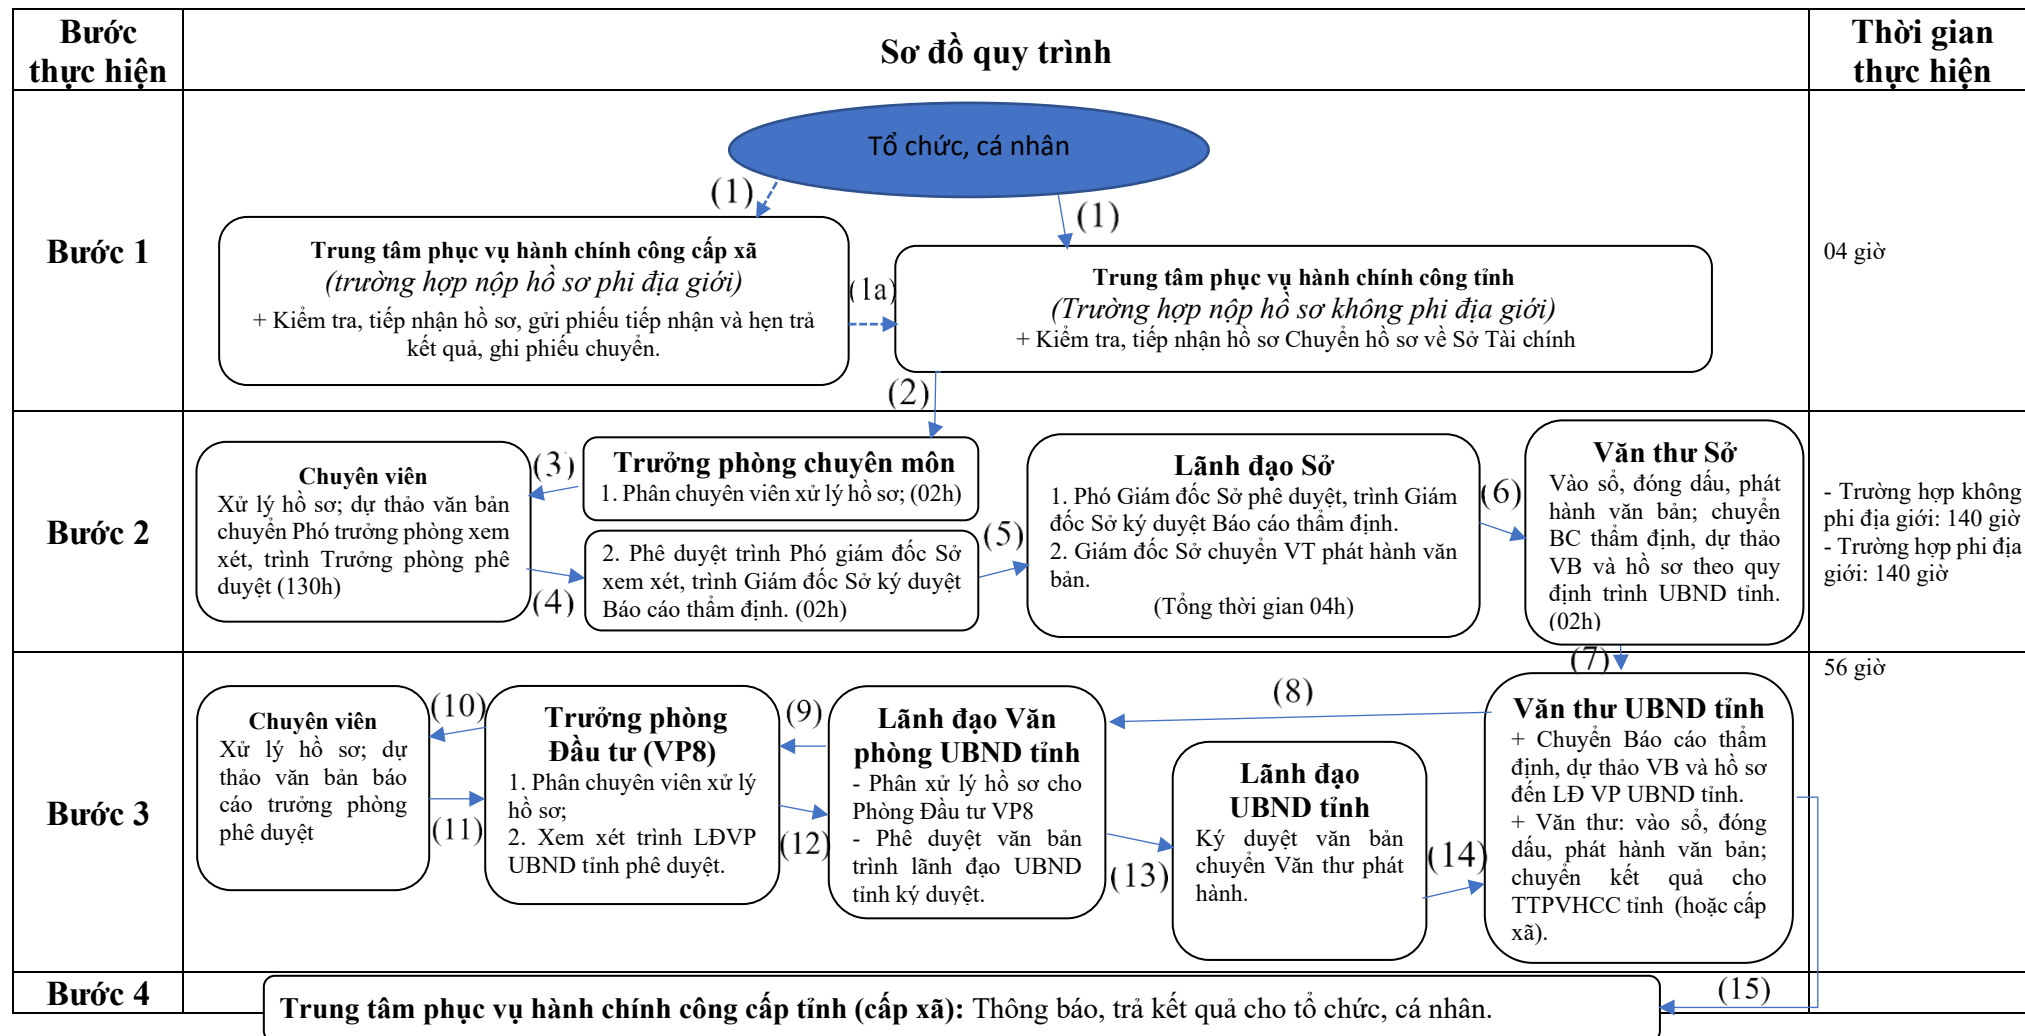 Bước
thực hiện
Sơ đồ quy trình
Thời gian
thực hiện
Bước 1
Tổ chức, cá nhân
(1)
(1)
Trung tâm phục vụ hành chính công cấp xã
(trường hợp nộp hồ sơ phi địa giới)
+ Kiểm tra, tiếp nhận hồ sơ, gửi phiếu tiếp nhận và hẹn trả
kết quả, ghi phiếu chuyển.
(1a)
Trung tâm phục vụ hành chính công tỉnh
(Trường hợp nộp hồ sơ không phi địa giới)
+ Kiểm tra, tiếp nhận hồ sơ Chuyển hồ sơ về Sở Tài chính
04 giờ
(2)
Bước 2
Chuyên viên
Xử lý hồ sơ; dự thảo văn bản
chuyển Phó trưởng phòng xem
xét, trình Trưởng phòng phê
duyệt (130h)
(3)
(4)
Trưởng phòng chuyên môn
1. Phân chuyên viên xử lý hồ sơ; (02h)
2. Phê duyệt trình Phó giám đốc Sở
xem xét, trình Giám đốc Sở ký duyệt
Báo cáo thẩm định. (02h)
(5)
Lãnh đạo Sở
1. Phó Giám đốc Sở phê duyệt, trình Giám
đốc Sở ký duyệt Báo cáo thẩm định.
2. Giám đốc Sở chuyển VT phát hành văn
bản.
(Tổng thời gian 04h)
(6)
Văn thư Sở
Vào sổ, đóng dấu, phát
hành văn bản; chuyển
BC thẩm định, dự thảo
VB và hồ sơ theo quy
định trình UBND tỉnh.
(02h)
- Trường hợp không
phi địa giới: 140 giờ
- Trường hợp phi địa
giới: 140 giờ
(7)
Bước 3
Chuyên viên
Xử lý hồ sơ; dự
thảo văn bản báo
cáo trưởng phòng
phê duyệt
(10)
(11)
Trưởng phòng
Đầu tư (VP8)
1. Phân chuyên viên xử lý
hồ sơ;
2. Xem xét trình LĐVP
UBND tỉnh phê duyệt.
(9)
(12)
Lãnh đạo Văn
phòng UBND tỉnh
- Phân xử lý hồ sơ cho
Phòng Đầu tư VP8
- Phê duyệt văn bản
trình lãnh đạo UBND
tỉnh ký duyệt.
(8)
(13)
Lãnh đạo
UBND tỉnh
Ký duyệt văn bản
chuyển Văn thư phát
hành.
(14)
Văn thư UBND tỉnh
+ Chuyển Báo cáo thẩm
định, dự thảo VB và hồ sơ
đến LĐ VP UBND tỉnh.
+ Văn thư: vào sổ, đóng
dấu, phát hành văn bản;
chuyển kết quả cho
TTPVHCC tỉnh (hoặc cấp
xã).
56 giờ
Bước 4
Trung tâm phục vụ hành chính công cấp tỉnh (cấp xã): Thông báo, trả kết quả cho tổ chức, cá nhân.
(15)